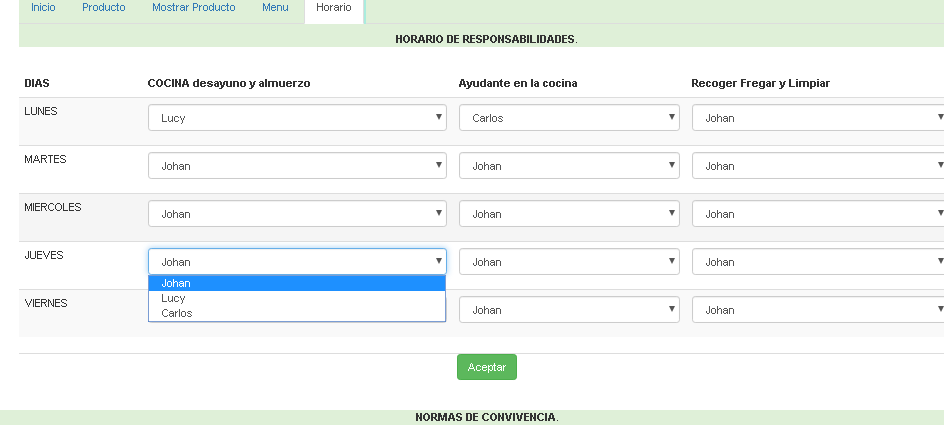 Inicio Producto Mostrar Producto Menu Horario
HORARIO DE RESPONSABILIDADES.
DIAS COCINA desayuno y almuerzo Ayudante en la cocina Recoger Fregar y Limpiar
LUNES Lucy Carlos Johan
MARTES Johan Johan Johan
MIERCOLES Johan Johan Johan
JUEVES Johan Johan Johan
Johan
Lucy
Carlos
VIERNES Johan Johan
Aceptar
NORMAS DE CONVIVENCIA.